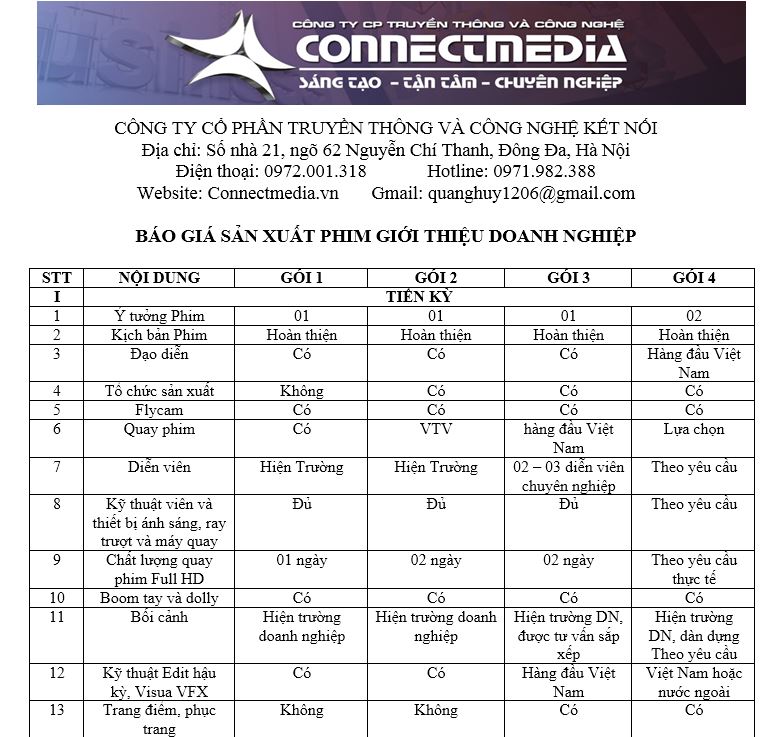 CÔNG TY CP TRUYỀN THÔNG VÀ CÔNG NGHỆ
CONNECTMEDIA
SÁNG TẠO - TẬN TÂM - CHUYÊN NGHIỆP
CÔNG TY CỔ PHẦN TRUYỀN THÔNG VÀ CÔNG NGHỆ KẾT NỐI
Địa chỉ: Số nhà 21, ngõ 62 Nguyễn Chí Thanh, Đống Đa, Hà Nội
Điện thoại: 0972.001.318 Hotline: 0971.982.388
Website: Connectmedia.vn Gmail: quanghuy1206@gmail.com
BÁO GIÁ SẢN XUẤT PHIM GIỚI THIỆU DOANH NGHIỆP
STT NỘI DUNG GÓI 1 GÓI 2 GÓI 3 GÓI 4
I TIỀN KỲ
1 Ý tưởng Phim 01 01 01 02
2 Kịch bản Phim Hoàn thiện Hoàn thiện Hoàn thiện Hoàn thiện
3 Đạo diễn Có Có Có Hàng đầu Việt
Nam
4 Tổ chức sản xuất Không Có Có Có
5 Flycam Có Có Có Có
6 Quay phim Có VTV hàng đầu Việt Lựa chọn
Nam
7 Diễn viên Hiện Trường Hiện Trường 02 – 03 diễn viên Theo yêu cầu
chuyên nghiệp
8 Kỹ thuật viên và Đủ Đủ Đủ Theo yêu cầu
thiết bị ánh sáng, ray
trượt và máy quay
9 Chất lượng quay 01 ngày 02 ngày 02 ngày Theo yêu cầu
phim Full HD thực tế
10 Boom tay và dolly Có Có Có Có
11 Bối cảnh Hiện trường Hiện trường doanh Hiện trường DN, Hiện trường
doanh nghiệp nghiệp được tư vấn sắp DN, dàn dựng
xếp Theo yêu cầu
12 Kỹ thuật Edit hậu Có Có Hàng đầu Việt Việt Nam hoặc
kỳ, Visua VFX Nam nước ngoài
13 Trang điểm, phục Không Không Có Có
trang